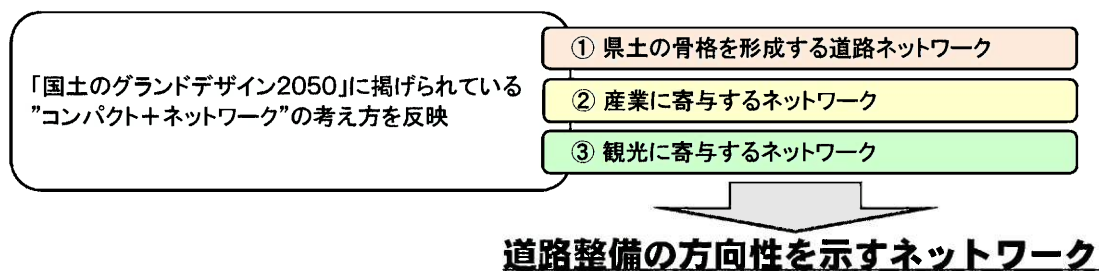 「国土のグランドデザイン2050」に掲げられている
”コンパクト＋ネットワーク”の考え方を反映
① 県土の骨格を形成する道路ネットワーク
② 産業に寄与するネットワーク
③ 観光に寄与するネットワーク
道路整備の方向性を示すネットワーク